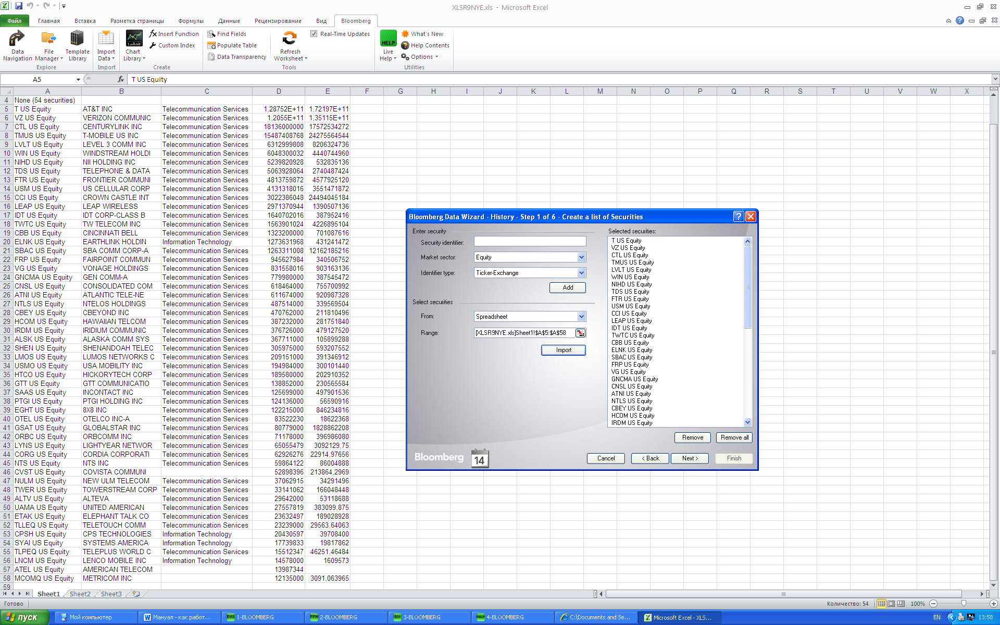 XLSR9NYE.xls - Microsoft Excel
Файл Главная Вставка Разметка страницы Формулы Данные Рецензирование Вид Bloomberg
Data Navigation File Manager Template Library Explore
Import Data Import
Chart Library Insert Function Custom Index Create
Find Fields Populate Table Data Transparency
Refresh Worksheet Real-Time Updates Tools
HELP Live Help What's New Help Contents Options Utilities
A5 fx T US Equity
A B C D E F G H I J K L M N O P Q R S T U V W X
4 None (54 securities)
5 T US Equity AT&T INC Telecommunication Services 1,28752E+11 1,72197E+11
6 VZ US Equity VERIZON COMMUNIC Telecommunication Services 1,2055E+11 1,35115E+11
7 CTL US Equity CENTURYLINK INC Telecommunication Services 18136000000 17572534272
8 TMUS US Equity T-MOBILE US INC Telecommunication Services 15487408768 24275564544
9 LVLT US Equity LEVEL 3 COMM INC Telecommunication Services 6312999808 8206324736
10 WIN US Equity WINDSTREAM HOLDI Telecommunication Services 6048300032 4440744960
11 NIHD US Equity NII HOLDING INC Telecommunication Services 5239820928 532835136
12 TDS US Equity TELEPHONE & DATA Telecommunication Services 5063928064 2740487424
13 FTR US Equity FRONTIER COMMUNI Telecommunication Services 4813759872 4577925120
14 USM US Equity US CELLULAR CORP Telecommunication Services 4131318016 3551471872
15 CCI US Equity CROWN CASTLE INT Telecommunication Services 3022386048 24494045184
16 LEAP US Equity LEAP WIRELESS Telecommunication Services 2971370944 1390507136
17 IDT US Equity IDT CORP-CLASS B Telecommunication Services 1640702016 387952416
18 TWTC US Equity TW TELECOM INC Telecommunication Services 1563901024 4226895104
19 CBB US Equity CINCINNATI BELL Telecommunication Services 1323200000 701087616
20 ELNK US Equity EARTHLINK HOLDIN Information Technology 1273631968 431241472
21 SBAC US Equity SBA COMM CORP-A Telecommunication Services 1263311008 12162185216
22 FRP US Equity FAIRPOINT COMMUN Telecommunication Services 945627984 340506752
23 VG US Equity VONAGE HOLDINGS Telecommunication Services 831558016 903163136
24 GNCMA US Equity GEN COMM-A Telecommunication Services 779980000 387545472
25 CNSL US Equity CONSOLIDATED COM Telecommunication Services 618464000 755700992
26 ATNI US Equity ATLANTIC TELE-NE Telecommunication Services 611674000 920987328
27 NTLS US Equity NTELOS HOLDINGS Telecommunication Services 487514000 339569504
28 CBEY US Equity CBEYOND INC Telecommunication Services 470762000 211810496
29 HCOM US Equity HAWAIIAN TELCOM Telecommunication Services 387232000 281751840
30 IRDM US Equity IRIDIUM COMMUNIC Telecommunication Services 376726000 479127520
31 ALSK US Equity ALASKA COMM SYS Telecommunication Services 367711000 105899288
32 SHEN US Equity SHENANDOAH TELEC Telecommunication Services 305975000 593207552
33 LMOS US Equity LUMOS NETWORKS C Telecommunication Services 209151000 391346912
34 USMO US Equity USA MOBILITY INC Telecommunication Services 194984000 300101440
35 HTCO US Equity HICKORYTECH CORP Telecommunication Services 189580000 202910352
36 GTT US Equity GTT COMMUNICATIO Telecommunication Services 138852000 230565584
37 SAAS US Equity INCONTACT INC Telecommunication Services 125699000 497901536
38 PTGI US Equity PTGI HOLDING INC Telecommunication Services 124136000 56590916
39 EGHT US Equity 8X8 INC Telecommunication Services 122215000 846234816
40 OTEL US Equity OTELCO INC-A Telecommunication Services 83522230 18622368
41 GSAT US Equity GLOBALSTAR INC Telecommunication Services 80779000 1828862208
42 ORBC US Equity ORBCOMM INC Telecommunication Services 71178000 396986080
43 LYNS US Equity LIGHTYEAR NETWOR Telecommunication Services 65055479 3092129,75
44 CORG US Equity CORDIA CORPORATI Telecommunication Services 62926276 22914,97656
45 NTS US Equity NTS INC Telecommunication Services 59864122 86004888
46 CVST US Equity COVISTA COMMUNI 52898396 213864,2969
47 NULM US Equity NEW ULM TELECOM Telecommunication Services 37062915 34291496
48 TWER US Equity TOWERSTREAM CORP Telecommunication Services 33141062 166048448
49 ALTV US Equity ALTEVA Telecommunication Services 29642000 53118688
50 UAMA US Equity UNITED AMERICAN Telecommunication Services 27557819 383099,875
51 ETAK US Equity ELEPHANT TALK CO Telecommunication Services 23632497 189028928
52 TLLEQ US Equity TELETOUCH COMM Telecommunication Services 23239000 29563,64063
53 CPSH US Equity CPS TECHNOLOGIES Information Technology 20430597 39708400
54 SYAI US Equity SYSTEMS AMERICA Information Technology 17739833 19817862
55 TLPEQ US Equity TELEPLUS WORLD C Telecommunication Services 15512347 46251,46484
56 LNCM US Equity LENCO MOBILE INC Information Technology 14578000 1609573
57 ATEL US Equity AMERICAN TELECOM 13987344
58 MCOMQ US Equity METRICOM INC 12135000 3091,063965
59
Bloomberg Data Wizard - History - Step 1 of 6 - Create a list of Securities
Enter security
Security identifier:
Market sector: Equity
Identifier type: Ticker-Exchange
Add
Select securities
From: Spreadsheet
Range: [XLSR9NYE.xls]Sheet1!$A$5:$A$58
Import
Selected securities:
T US Equity
VZ US Equity
CTL US Equity
TMUS US Equity
LVLT US Equity
WIN US Equity
NIHD US Equity
TDS US Equity
FTR US Equity
USM US Equity
CCI US Equity
LEAP US Equity
IDT US Equity
TWTC US Equity
CBB US Equity
ELNK US Equity
SBAC US Equity
FRP US Equity
VG US Equity
GNCMA US Equity
CNSL US Equity
ATNI US Equity
NTLS US Equity
CBEY US Equity
HCOM US Equity
IRDM US Equity
Remove Remove all
Bloomberg 14
Cancel < Back Next > Finish
Sheet1 Sheet2 Sheet3
Готово Количество: 54 100%
пуск Мой компьютер Мануал - как работ... EQS 1-BLOOMBERG FFM 2-BLOOMBERG BU 3-BLOOMBERG FHLP 4-BLOOMBERG C:\Documents and Se... Microsoft Excel - XLS... EN 13:58